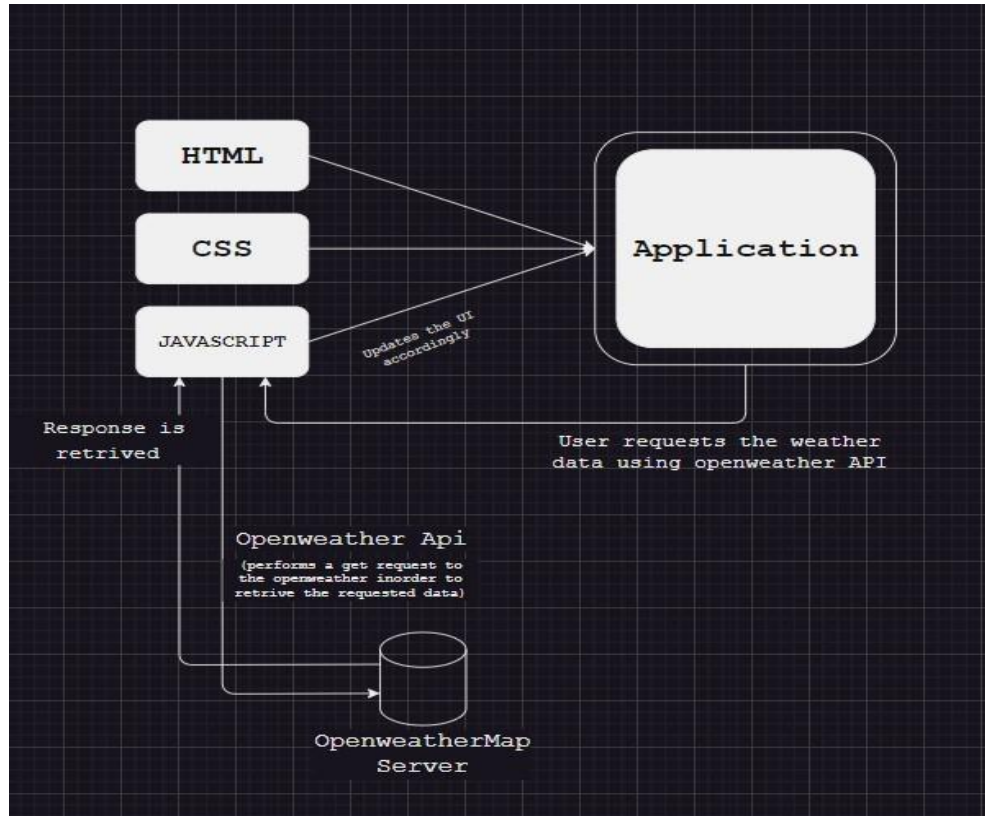 HTML
CSS
Application
JAVASCRIPT
Updates the UI
accordingly
Response is
retrived
User requests the weather
data using openweather API
Openweather Api
(performs a get request to
the openweather inorder to
retrive the requested data)
OpenweatherMap
Server